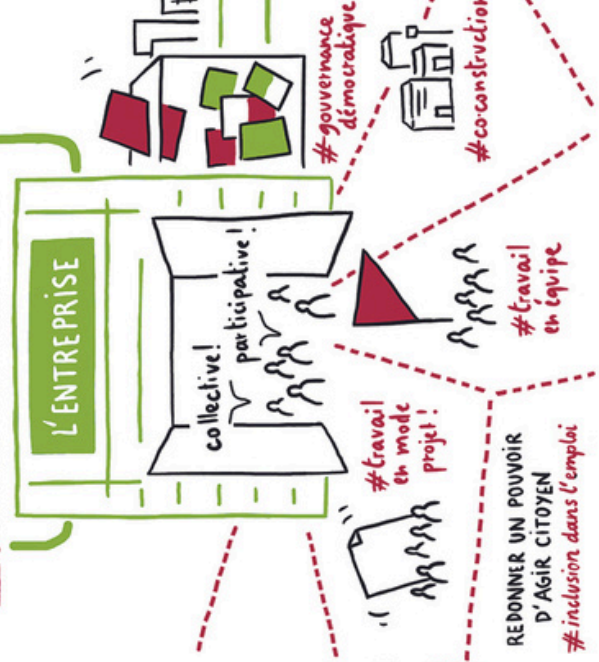 L'ENTREPRISE
collective!
participative!
#travail
en mode
projet!
#travail
en équipe
#gouvernance
démocratique
#co-construction
REDONNER UN POUVOIR
D'AGIR CITOYEN
#inclusion dans l'emploi